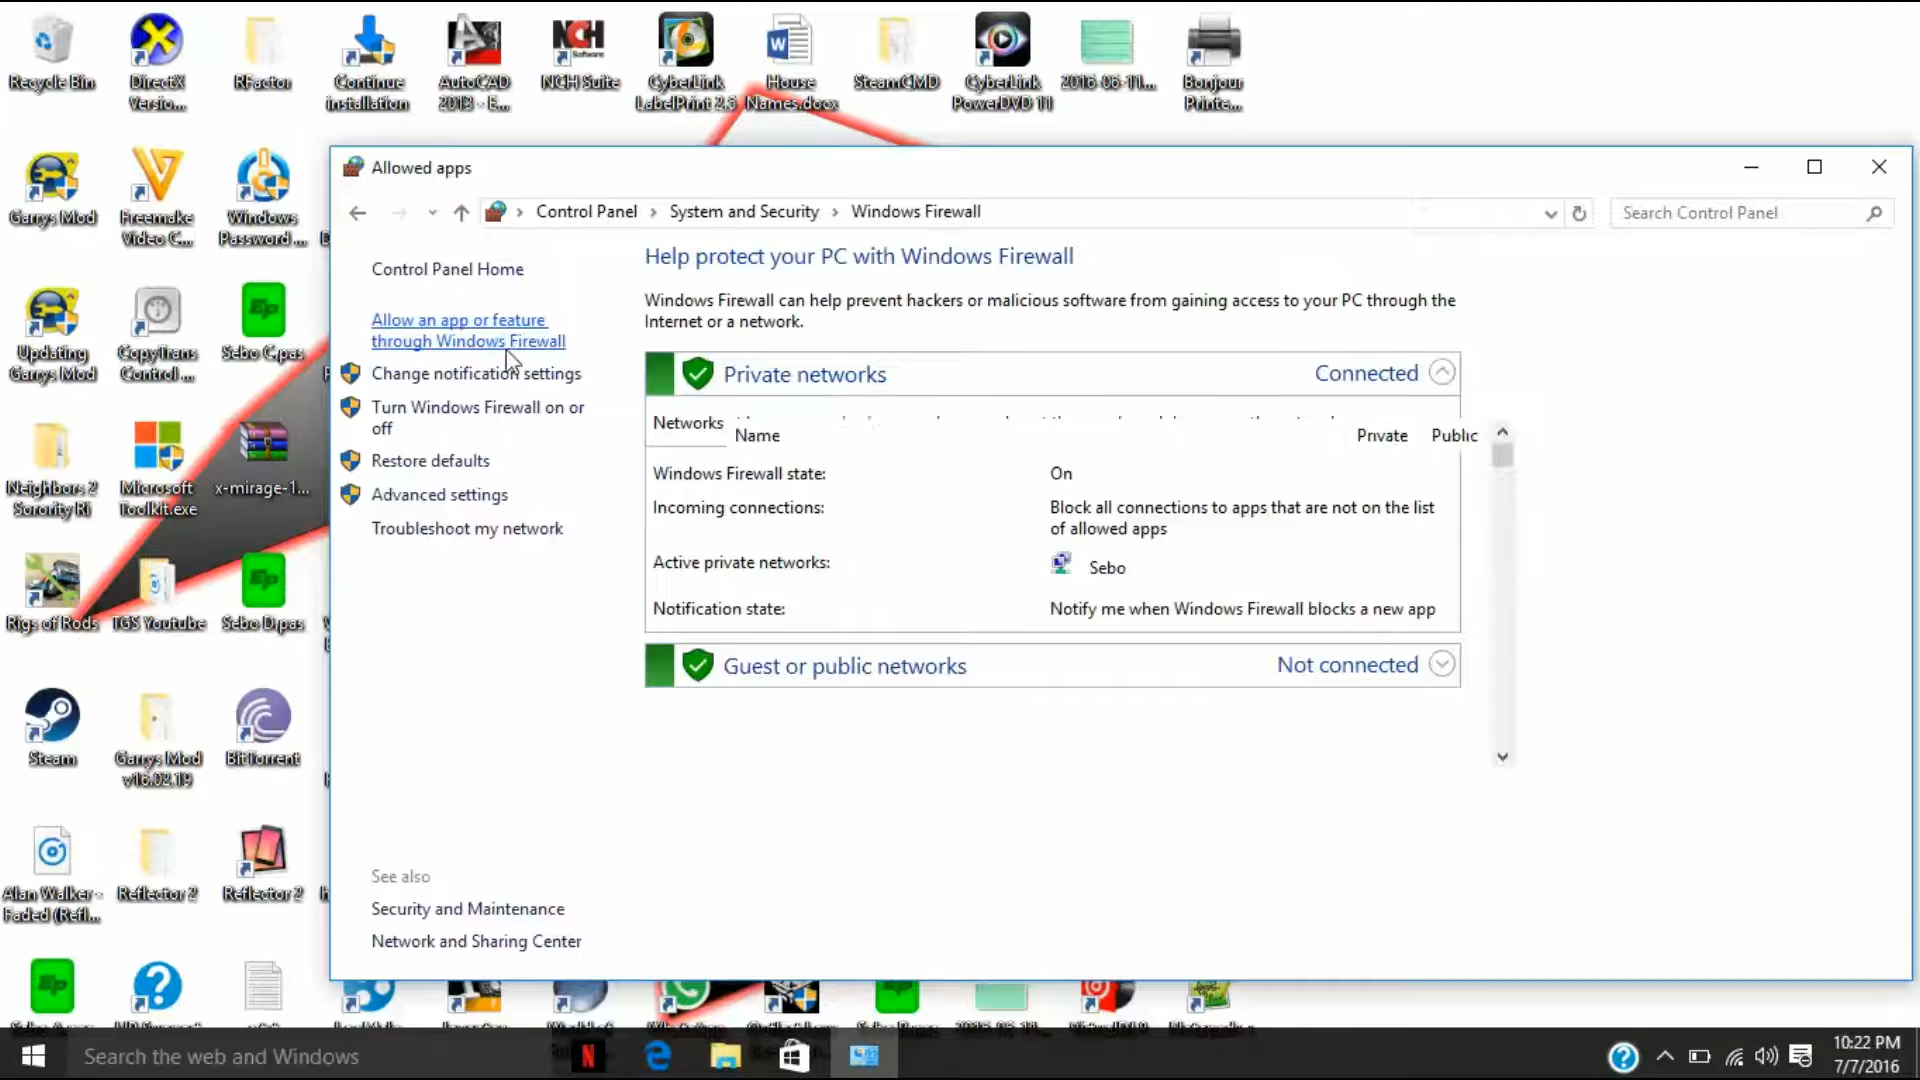 Recycle Bin
DirectX
Versio...
RFactor
Continue
installation
AutoCAD
2013 - E...
NCH
Software
NCH Suite
CyberLink
LabelPrint 2.5
House
Names.docx
SteamCMD
CyberLink
PowerDVD 11
2016-06-11...
Bonjour
Printe...
Garrys Mod
Freemake
Video C...
Windows
Password ...
Updating
Garrys Mod
CopyTrans
Control ...
Ep
Sebo C.pas
Neighbors 2
Sorority Ri
Microsoft
Toolkit.exe
x-mirage-1...
Rigs of Rods
TGS Youtube
Ep
Sebo D.pas
Steam
Garrys Mod
v16.02.19
BitTorrent
Alan Walker -
Faded (Refl...
Reflector 2
Reflector 2
Ep
Allowed apps
Control Panel
System and Security
Windows Firewall
Search Control Panel
Control Panel Home
Allow an app or feature
through Windows Firewall
Change notification settings
Turn Windows Firewall on or
off
Restore defaults
Advanced settings
Troubleshoot my network
See also
Security and Maintenance
Network and Sharing Center
Help protect your PC with Windows Firewall
Windows Firewall can help prevent hackers or malicious software from gaining access to your PC through the
Internet or a network.
Private networks Connected
Networks
Name Private Public
Windows Firewall state: On
Incoming connections: Block all connections to apps that are not on the list
of allowed apps
Active private networks: Sebo
Notification state: Notify me when Windows Firewall blocks a new app
Guest or public networks Not connected
Search the web and Windows
10:22 PM
7/7/2016